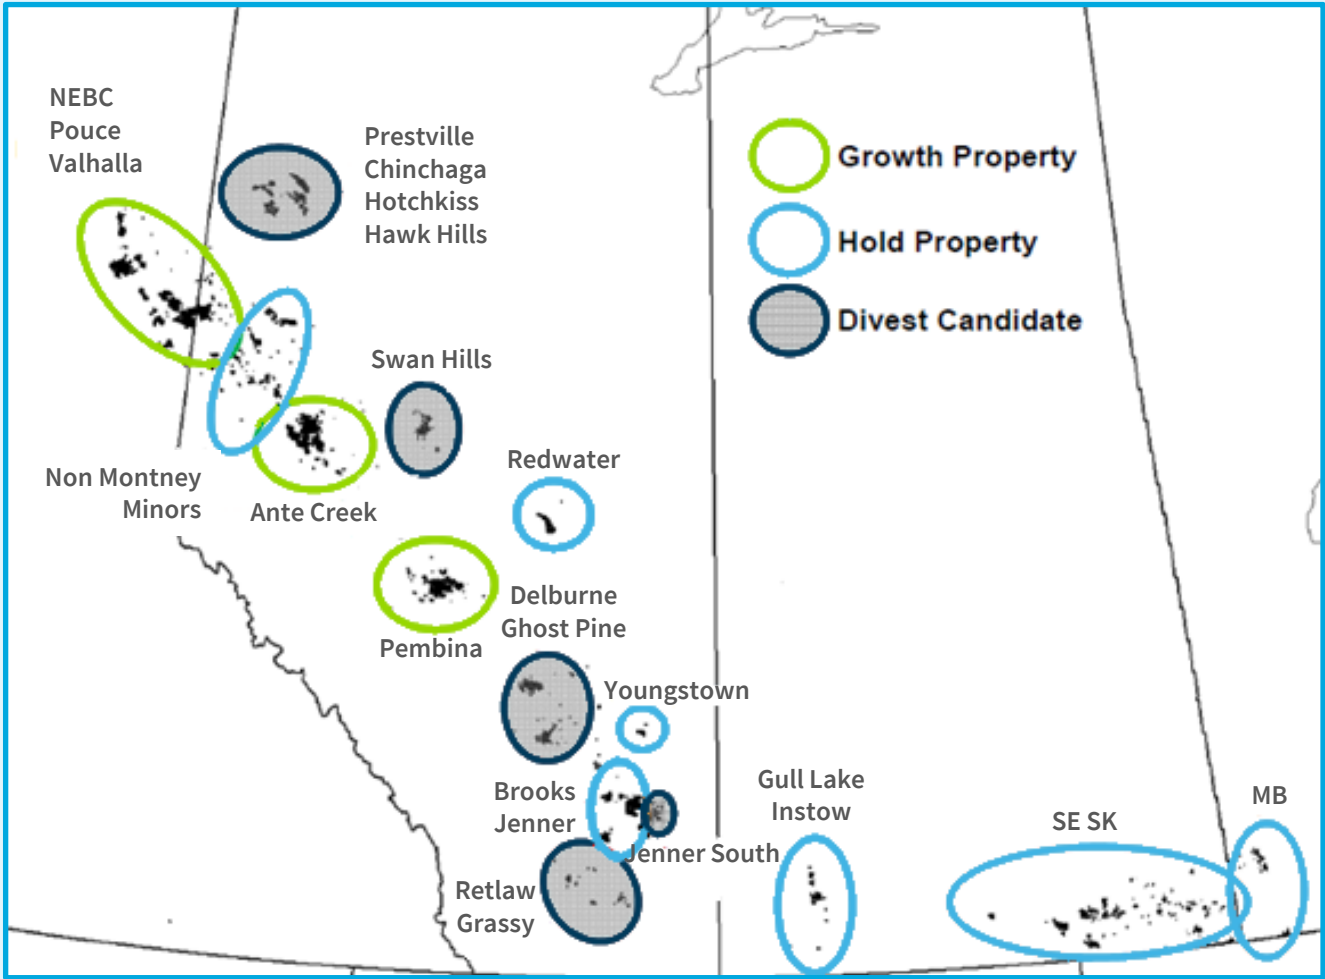 NEBC
Pouce
Valhalla
Prestville
Chinchaga
Hotchkiss
Hawk Hills
Growth Property
Hold Property
Divest Candidate
Swan Hills
Non Montney
Minors
Ante Creek
Redwater
Pembina
Delburne
Ghost Pine
Youngstown
Brooks
Jenner
Jenner South
Retlaw
Grassy
Gull Lake
Instow
SE SK
MB